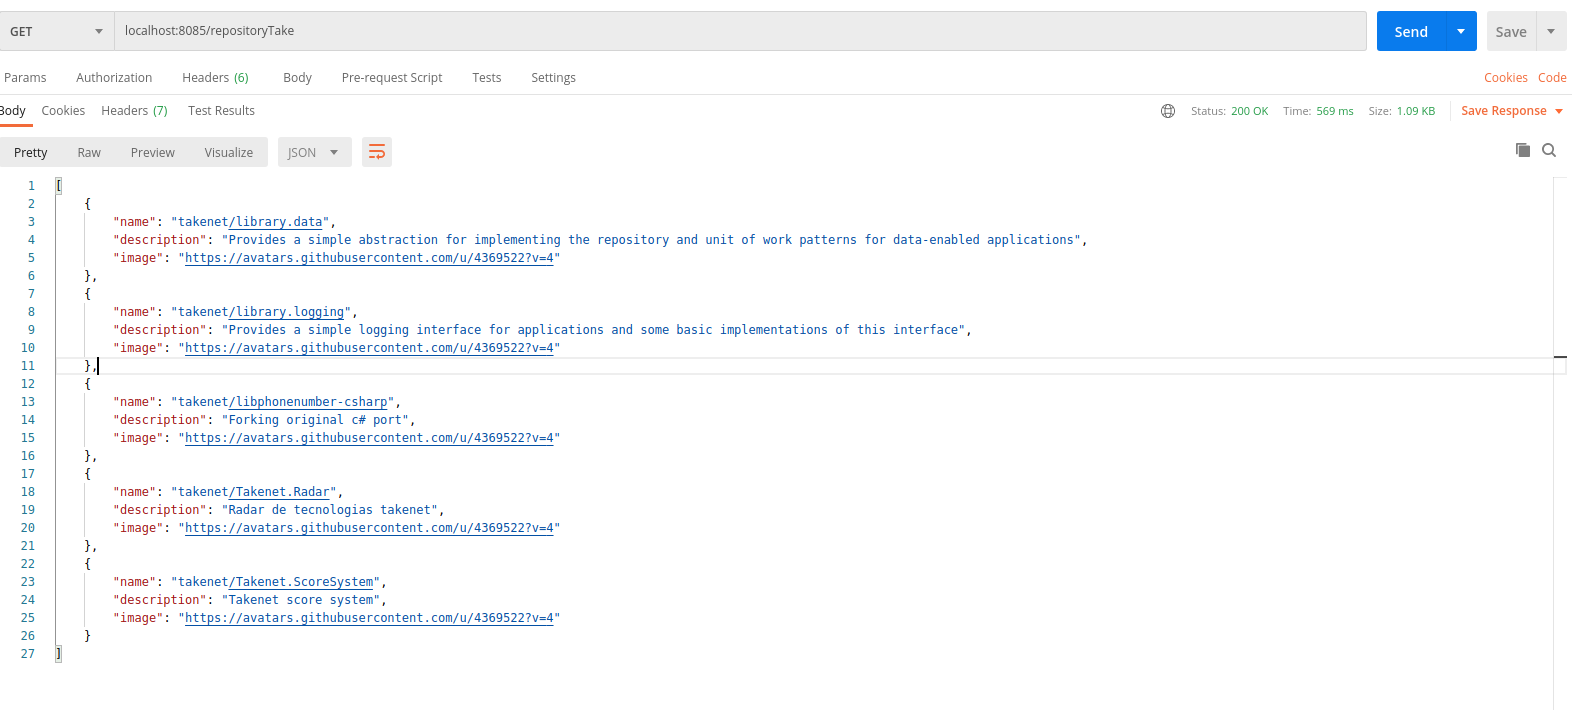 GET localhost:8085/repositoryTake Send Save
Params Authorization Headers (6) Body Pre-request Script Tests Settings Cookies Code
Body Cookies Headers (7) Test Results Status: 200 OK Time: 569 ms Size: 1.09 KB Save Response
Pretty Raw Preview Visualize JSON
1 [
2 {
3 "name": "takenet/library.data",
4 "description": "Provides a simple abstraction for implementing the repository and unit of work patterns for data-enabled applications",
5 "image": "https://avatars.githubusercontent.com/u/4369522?v=4"
6 },
7 {
8 "name": "takenet/library.logging",
9 "description": "Provides a simple logging interface for applications and some basic implementations of this interface",
10 "image": "https://avatars.githubusercontent.com/u/4369522?v=4"
11 },
12 {
13 "name": "takenet/libphonenumber-csharp",
14 "description": "Forking original c# port",
15 "image": "https://avatars.githubusercontent.com/u/4369522?v=4"
16 },
17 {
18 "name": "takenet/Takenet.Radar",
19 "description": "Radar de tecnologias takenet",
20 "image": "https://avatars.githubusercontent.com/u/4369522?v=4"
21 },
22 {
23 "name": "takenet/Takenet.ScoreSystem",
24 "description": "Takenet score system",
25 "image": "https://avatars.githubusercontent.com/u/4369522?v=4"
26 }
27 ]